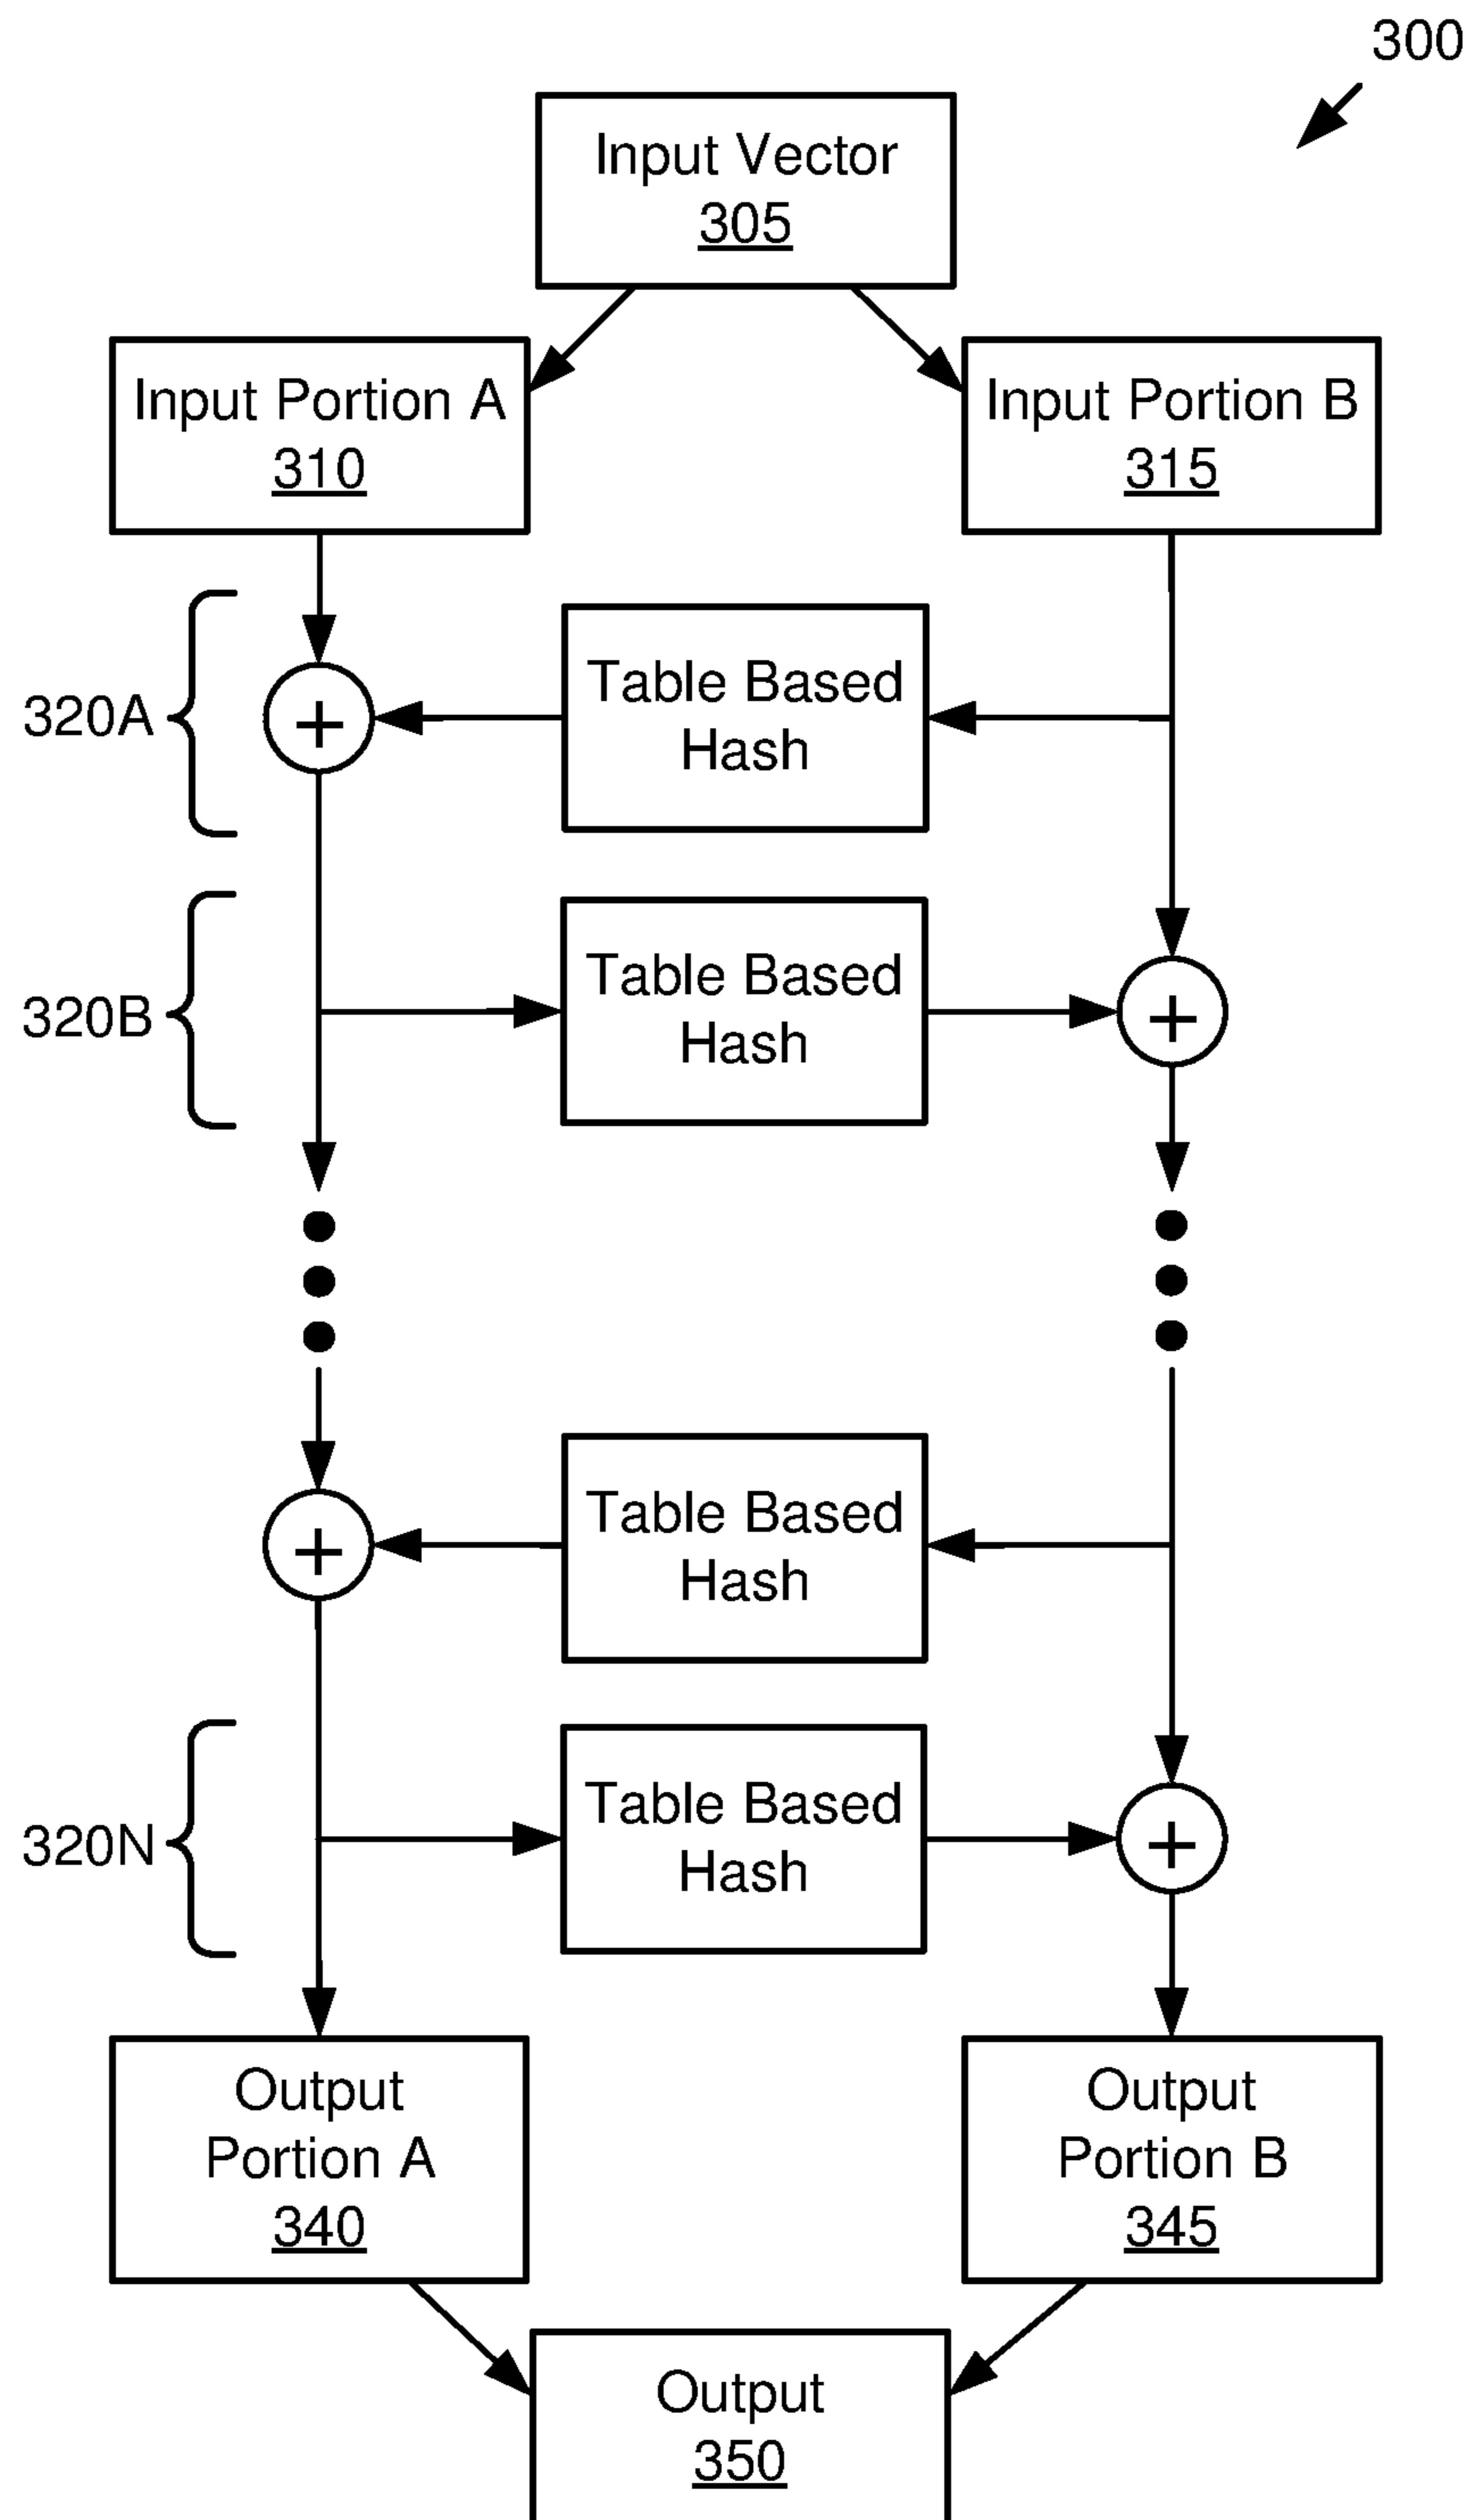 300
Input Vector
305
Input Portion A
310
Input Portion B
315
320A
+
Table Based
Hash
320B
Table Based
Hash
+
+
Table Based
Hash
320N
Table Based
Hash
+
Output
Portion A
340
Output
Portion B
345
Output
350